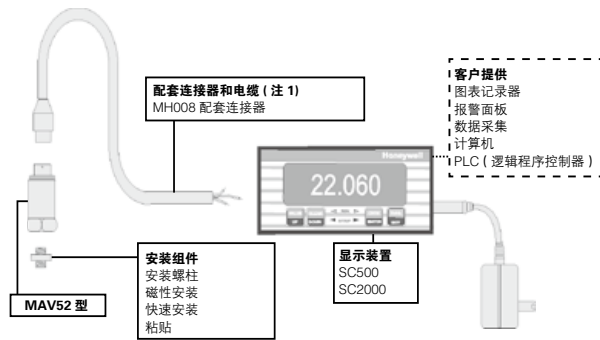 配套连接器和电缆 ( 注 1)
MH008 配套连接器
客户提供
图表记录器
报警面板
数据采集
计算机
PLC ( 逻辑程序控制器 )
Honeywell
22.060
安装组件
安装螺柱
磁性安装
快速安装
粘贴
显示装置
SC500
SC2000
MAV52 型